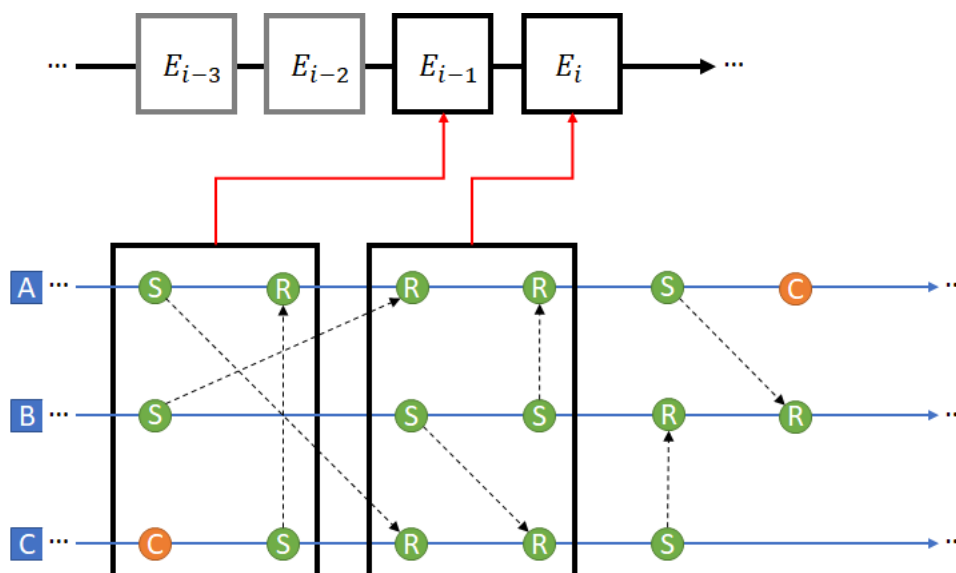 ... E_{i-3} E_{i-2} E_{i-1} E_i ...
A ... S R R R S C ...
B ... S S S R R ...
C ... C S R R S ...